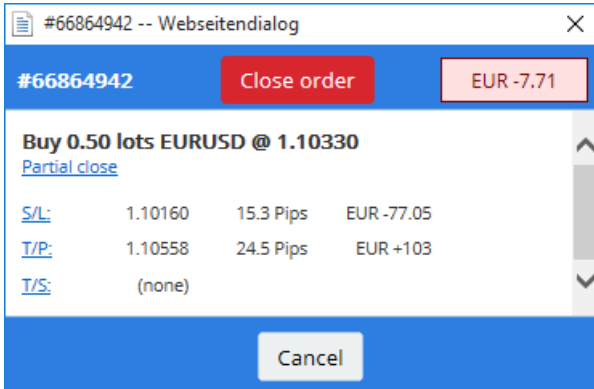 #66864942 -- Webseitendialog
#66864942 Close order EUR -7.71
Buy 0.50 lots EURUSD @ 1.10330
Partial close
S/L: 1.10160 15.3 Pips EUR -77.05
T/P: 1.10558 24.5 Pips EUR +103
T/S: (none)
Cancel